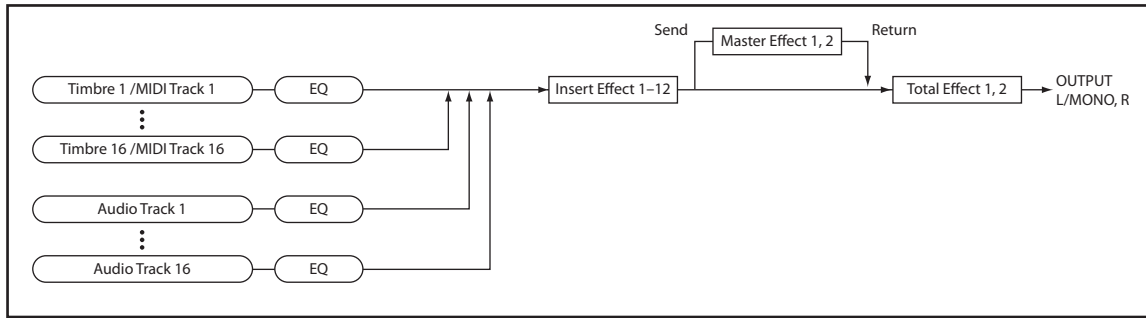 Send
Master Effect 1, 2
Return
Timbre 1 /MIDI Track 1
EQ
Insert Effect 1–12
Total Effect 1, 2
OUTPUT
L/MONO, R
Timbre 16 /MIDI Track 16
EQ
Audio Track 1
EQ
Audio Track 16
EQ